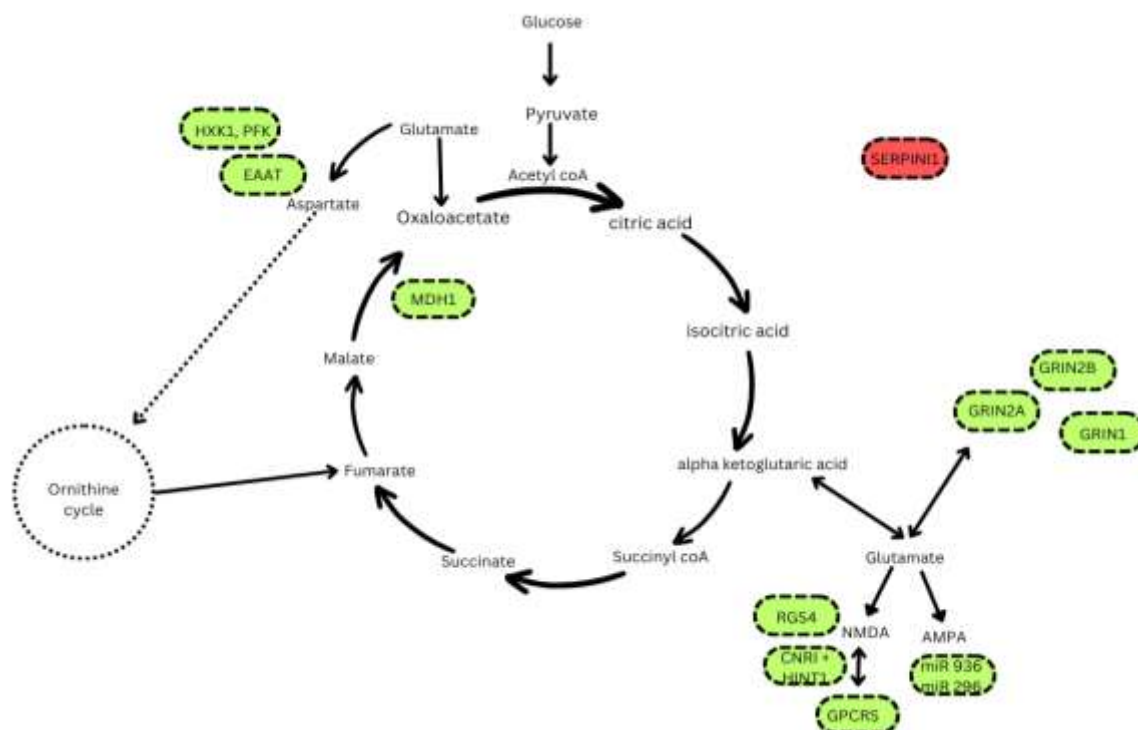 Glucose
Pyruvate
HXK1, PFK
Glutamate
EAAT
Acetyl coA
SERPINI1
Aspartate
Oxaloacetate
citric acid
MDH1
isocitric acid
Malate
GRIN2B
GRIN2A
GRIN1
alpha ketoglutaric acid
Fumarate
Ornithine
cycle
Succinate
Succinyl coA
Glutamate
RGS4
NMDA
AMPA
CNRI +
HINT1
miR 936
miR 296
GPCRS